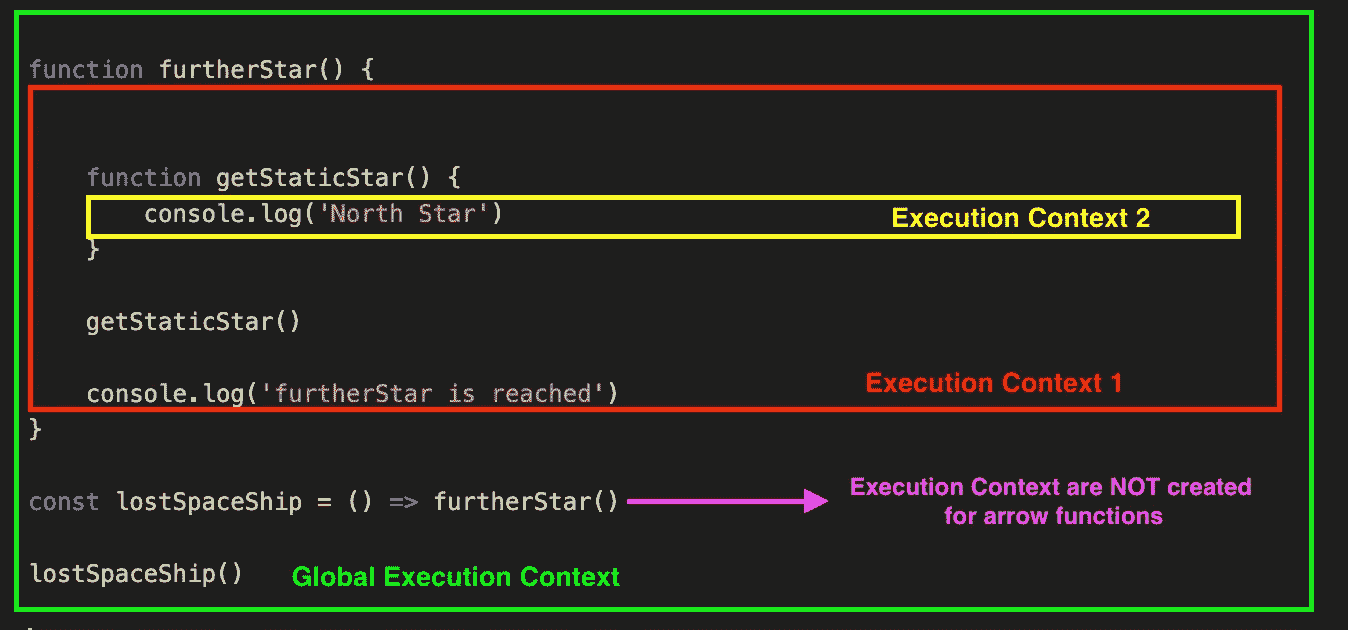 function furtherStar() {
function getStaticStar() {
console.log('North Star') Execution Context 2
}
getStaticStar()
console.log('furtherStar is reached') Execution Context 1
}
const lostSpaceShip = () => furtherStar() Execution Context are NOT created
for arrow functions
lostSpaceShip() Global Execution Context